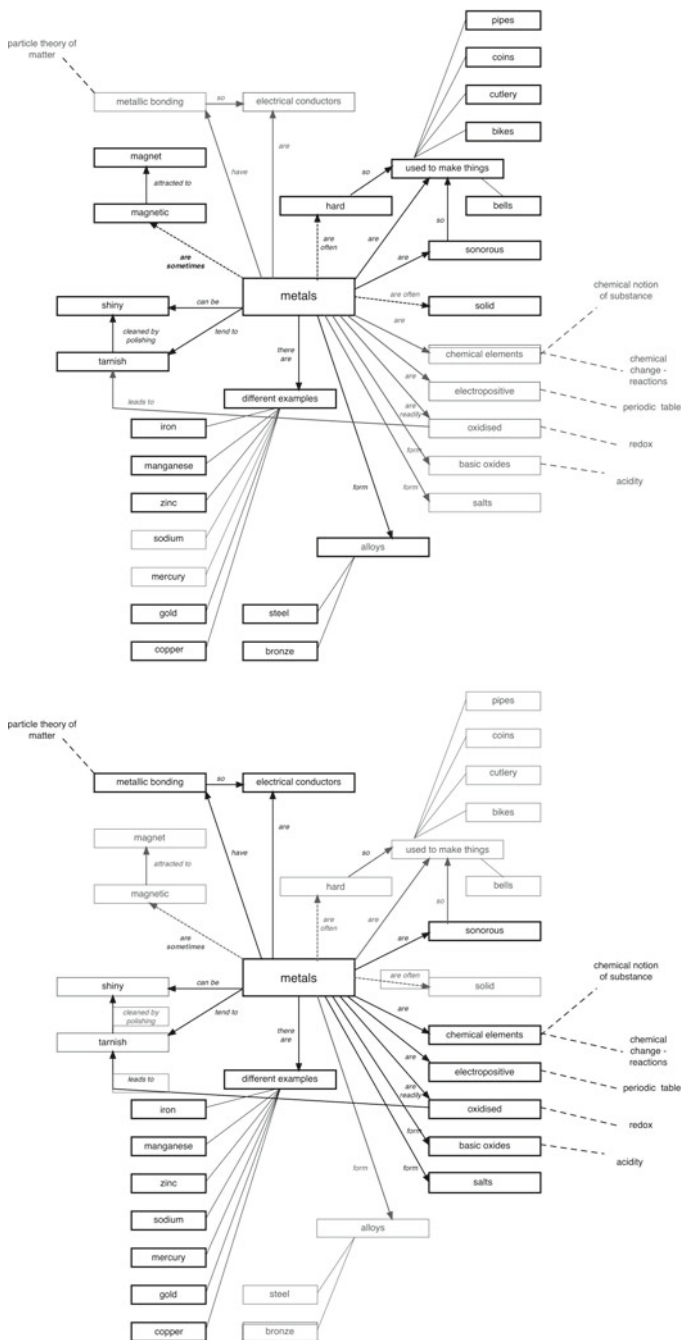 pipes
particle theory of
matter
coins
metallic bonding
so
electrical conductors
cutlery
bikes
magnet
have
are
so
used to make things
attracted to
hard
bells
magnetic
are
often
are
so
are
sometimes
are
sonorous
metals
chemical notion
of substance
shiny
can be
are often
solid
cleaned by
polishing
tend to
there
are
are
chemical elements
chemical
change -
reactions
tarnish
are
electropositive
periodic table
leads to
different examples
are
readily
oxidised
redox
iron
manganese
form
basic oxides
acidity
zinc
form
form
salts
sodium
alloys
mercury
gold
steel
copper
bronze
pipes
particle theory of
matter
coins
metallic bonding
so
electrical conductors
cutlery
bikes
magnet
have
are
so
used to make things
attracted to
hard
bells
magnetic
are
often
are
so
are
sometimes
are
sonorous
metals
chemical notion
of substance
shiny
can be
are often
solid
cleaned by
polishing
tend to
there
are
are
chemical elements
chemical
change -
reactions
tarnish
are
electropositive
periodic table
leads to
different examples
are
readily
oxidised
redox
iron
manganese
form
basic oxides
acidity
zinc
form
form
salts
sodium
alloys
mercury
gold
steel
copper
bronze